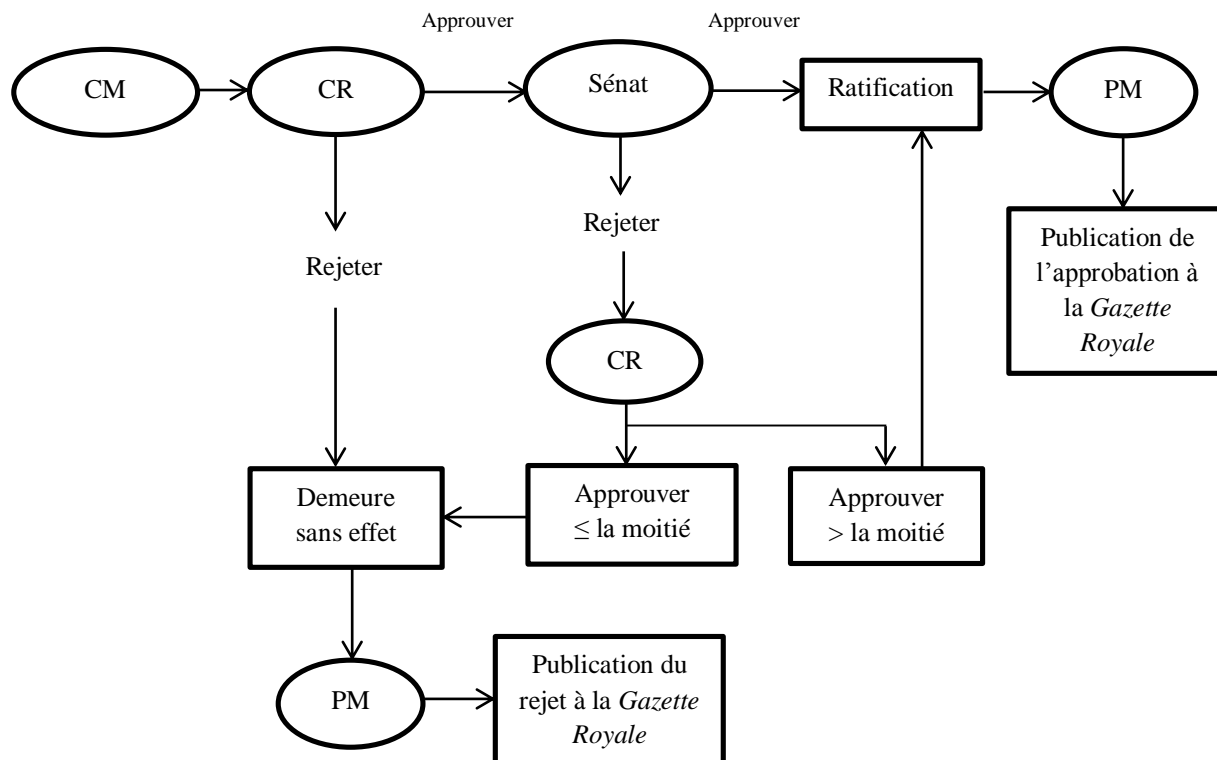 Approuver
Approuver
CM
CR
Sénat
Ratification
PM
Rejeter
Rejeter
Publication de
l’approbation à
la Gazette
Royale
CR
Demeure
sans effet
Approuver
≤ la moitié
Approuver
> la moitié
PM
Publication du
rejet à la Gazette
Royale